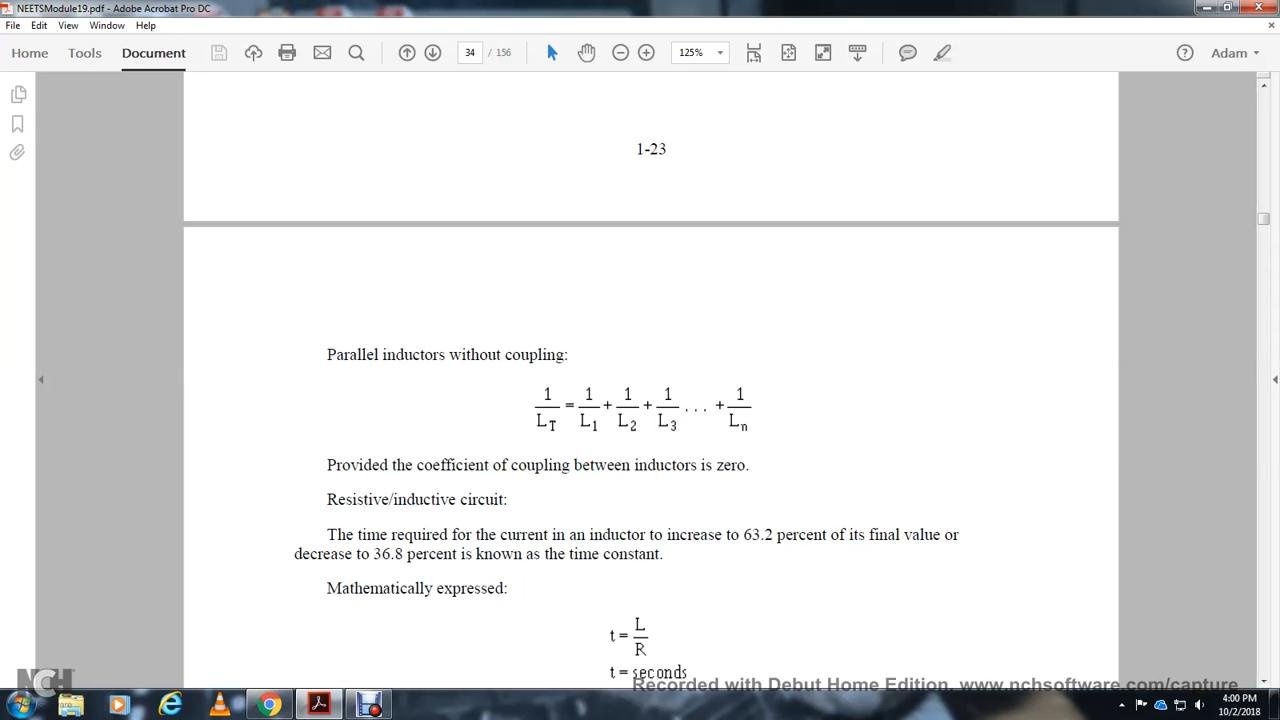 NEETSModule19.pdf - Adobe Acrobat Pro DC
File Edit View Window Help
Home Tools Document 34 / 156 125% Adam
1-23
Parallel inductors without coupling:
1/L_T = 1/L_1 + 1/L_2 + 1/L_3 ... + 1/L_n
Provided the coefficient of coupling between inductors is zero.
Resistive/inductive circuit:
The time required for the current in an inductor to increase to 63.2 percent of its final value or
decrease to 36.8 percent is known as the time constant.
Mathematically expressed:
t = L/R
t = seconds
NCH
Recorded with Debut Home Edition. www.nchsoftware.com/capture
4:00 PM
10/2/2018